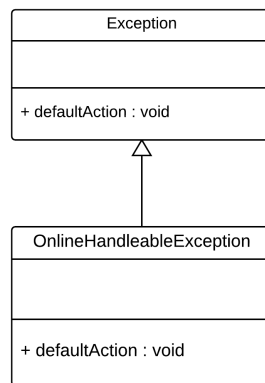 Exception
+ defaultAction : void
OnlineHandleableException
+ defaultAction : void